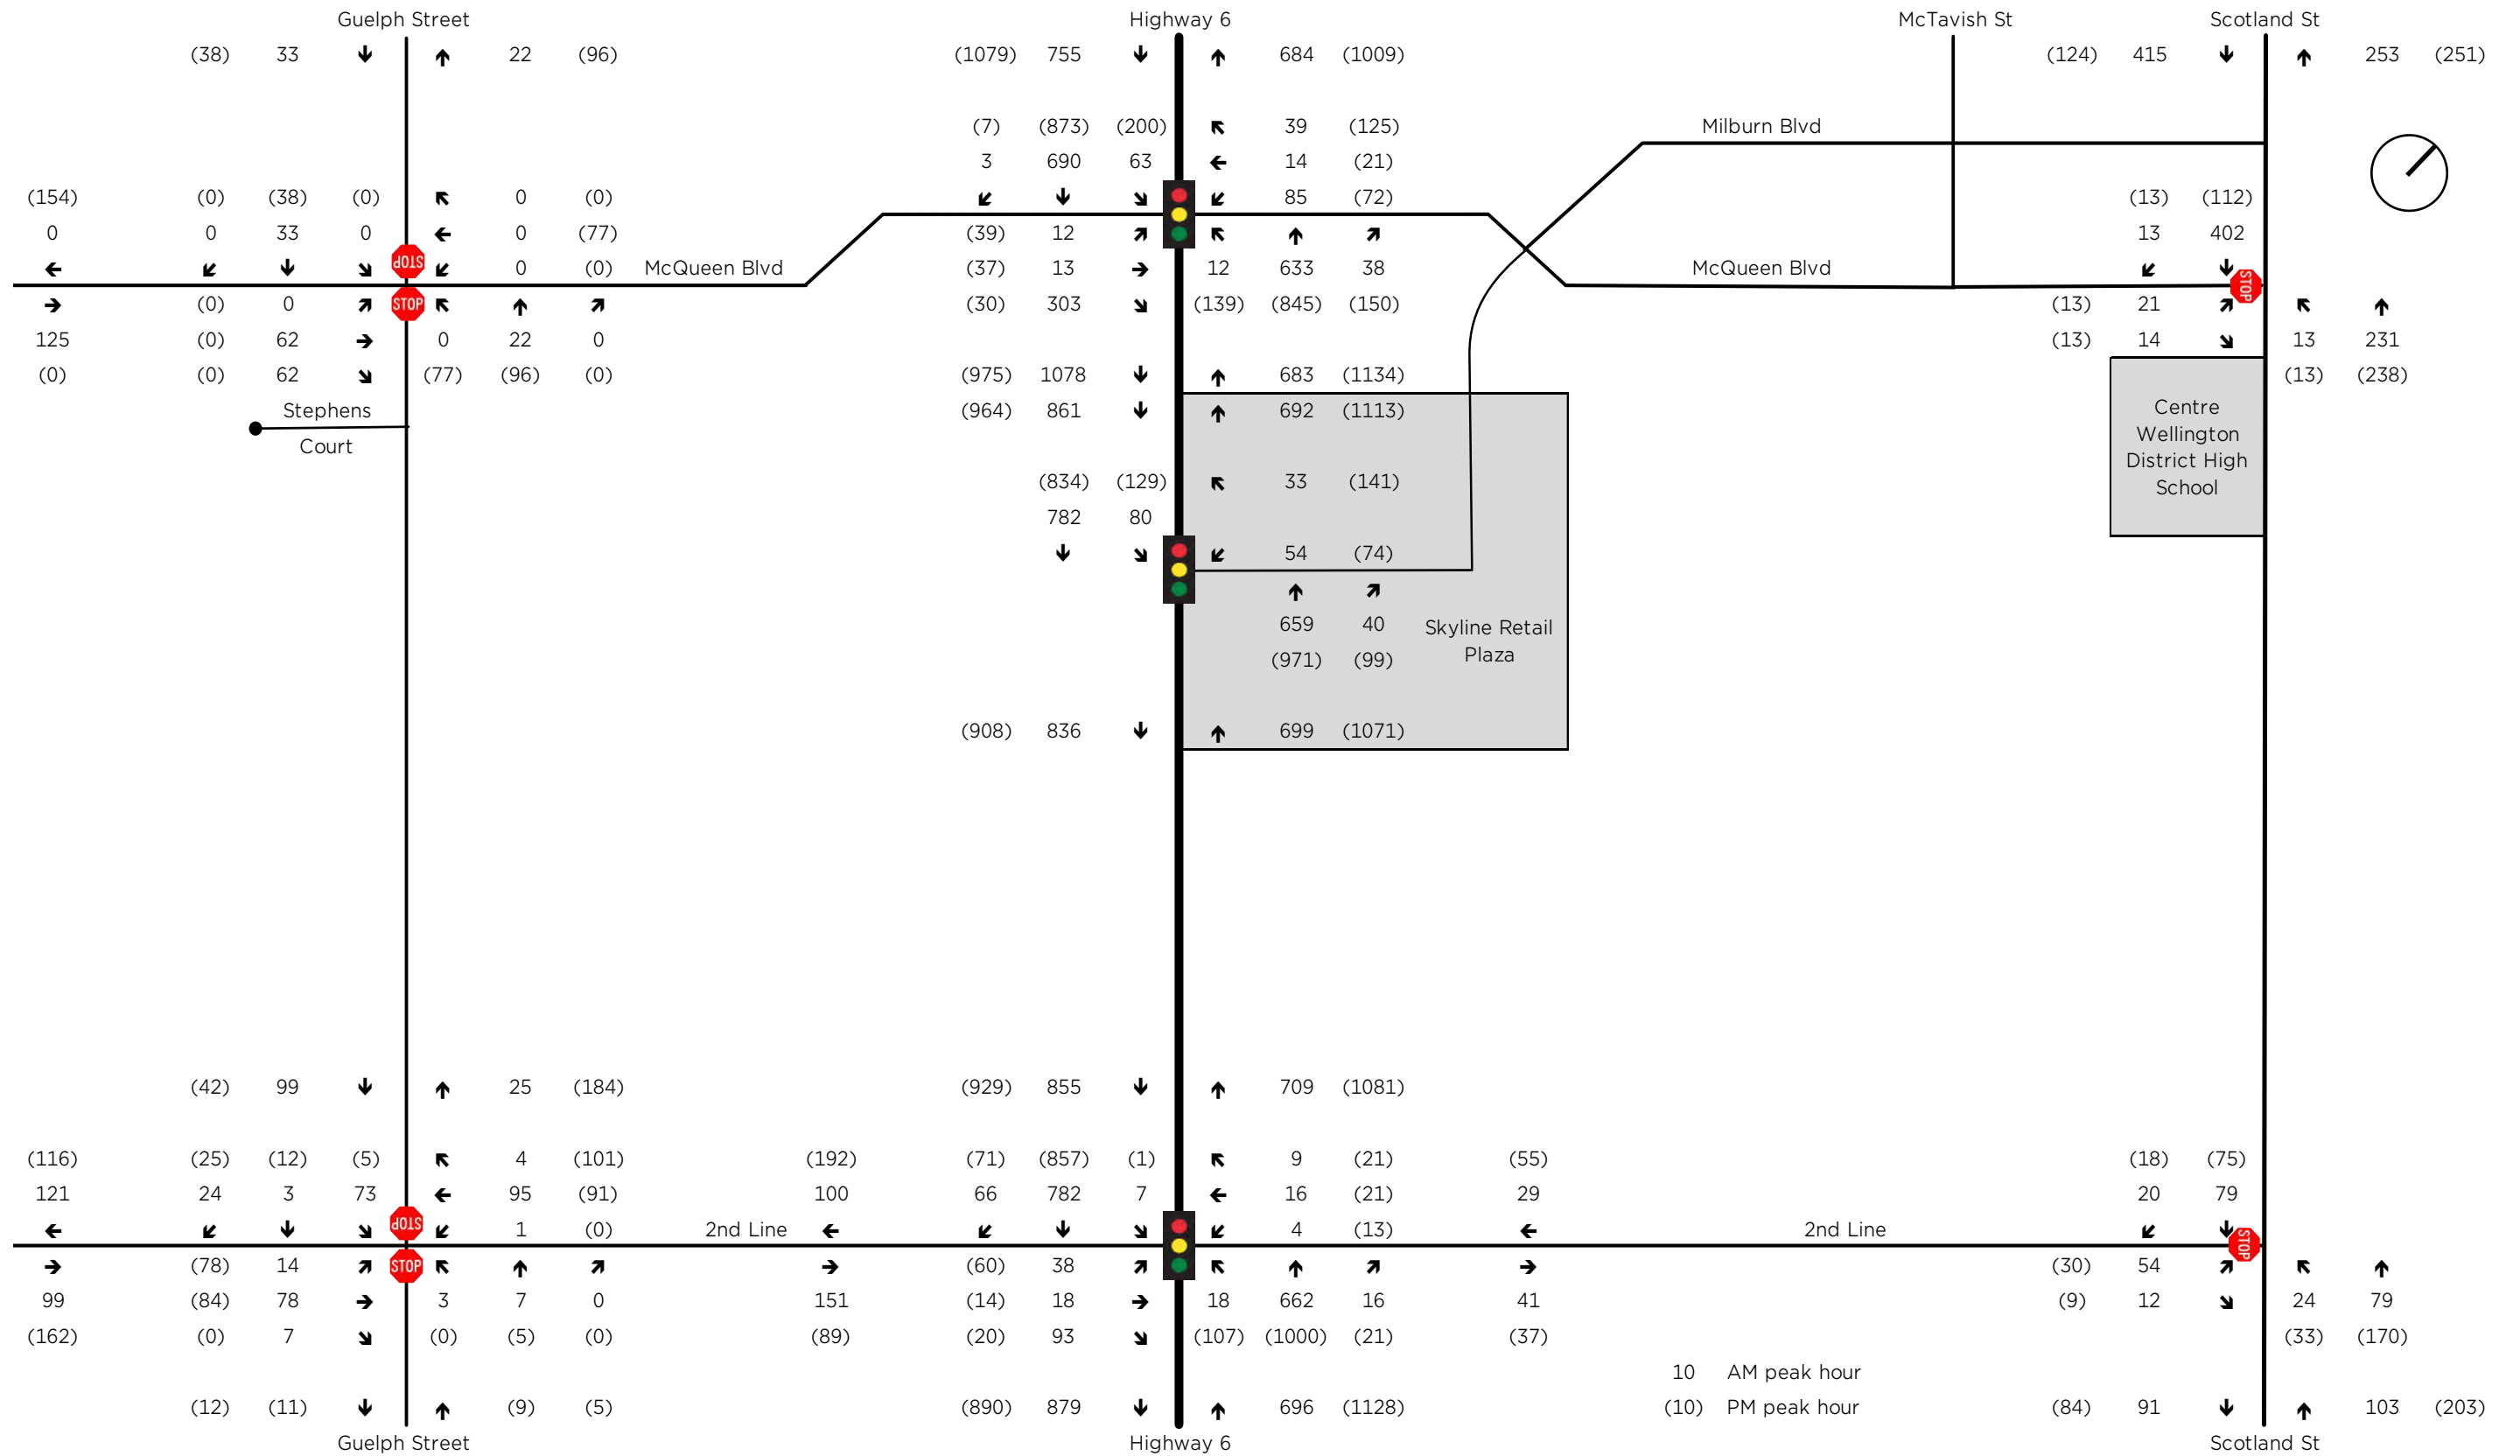 Guelph Street Highway 6 McTavish St Scotland St
(38) 33 22 (96) (1079) 755 684 (1009) (124) 415 253 (251)
(7) (873) (200) 39 (125) Milburn Blvd
3 690 63 14 (21)
(154) (0) (38) (0) 0 (0) 85 (72) (13) (112)
0 0 33 0 0 (77) (39) 12 13 402
STOP 0 (0) McQueen Blvd (37) 13 12 633 38 McQueen Blvd STOP
STOP (0) 0 (30) 303 (139) (845) (150) (13) 21
125 (0) 62 0 22 0 (13) 14 13 231
(0) (0) 62 (77) (96) (0) (975) 1078 683 (1134) (13) (238)
Stephens (964) 861 692 (1113) Centre
Court Wellington
(834) (129) 33 (141) District High
782 80 School
54 (74)
659 40 Skyline Retail
(971) (99) Plaza
(908) 836 699 (1071)
(42) 99 25 (184) (929) 855 709 (1081)
(116) (25) (12) (5) 4 (101) (192) (71) (857) (1) 9 (21) (55) (18) (75)
121 24 3 73 95 (91) 100 66 782 7 16 (21) 29 20 79
STOP 1 (0) 2nd Line 4 (13) 2nd Line STOP
(78) 14 STOP (60) 38 (30) 54
99 (84) 78 3 7 0 151 (14) 18 18 662 16 41 (9) 12 24 79
(162) (0) 7 (0) (5) (0) (89) (20) 93 (107) (1000) (21) (37) (33) (170)
10 AM peak hour
(12) (11) (9) (5) (890) 879 696 (1128) (10) PM peak hour (84) 91 103 (203)
Guelph Street Highway 6 Scotland St